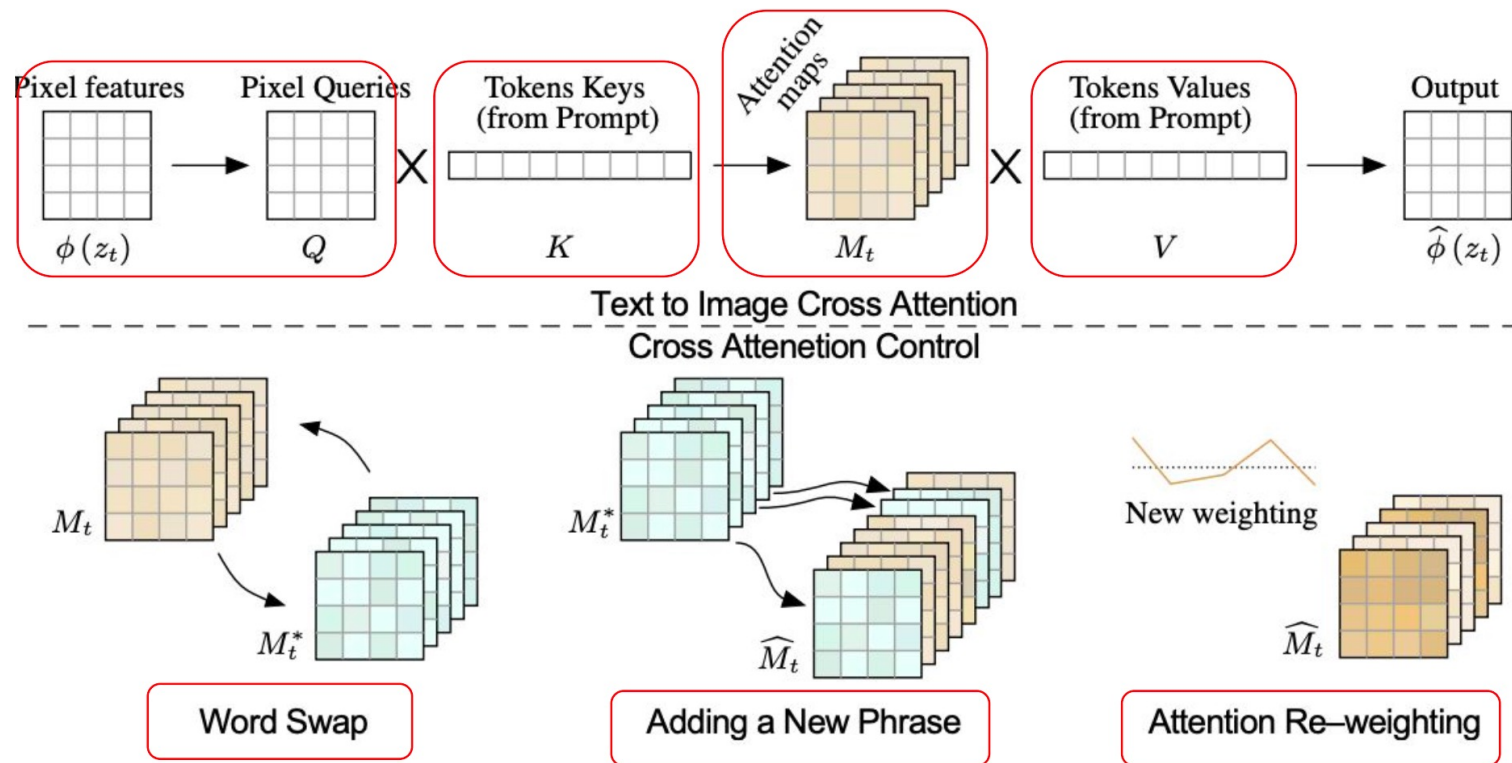 Pixel features
Pixel Queries
Tokens Keys
(from Prompt)
Attention
maps
Tokens Values
(from Prompt)
Output
X
X
ϕ(z_t)
Q
K
M_t
V
ϕ̂(z_t)
Text to Image Cross Attention
Cross Attenetion Control
M_t
M_t^*
Word Swap
M_t^*
M̂_t
Adding a New Phrase
New weighting
M̂_t
Attention Re–weighting